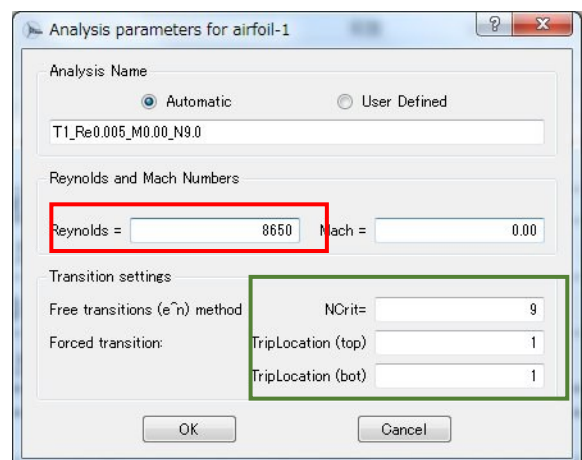 Analysis parameters for airfoil-1
Analysis Name
Automatic User Defined
T1_Re0.005_M0.00_N9.0
Reynolds and Mach Numbers
Reynolds = 8650 Mach = 0.00
Transition settings
Free transitions (e^n) method NCrit= 9
Forced transition: TripLocation (top) 1
TripLocation (bot) 1
OK Cancel